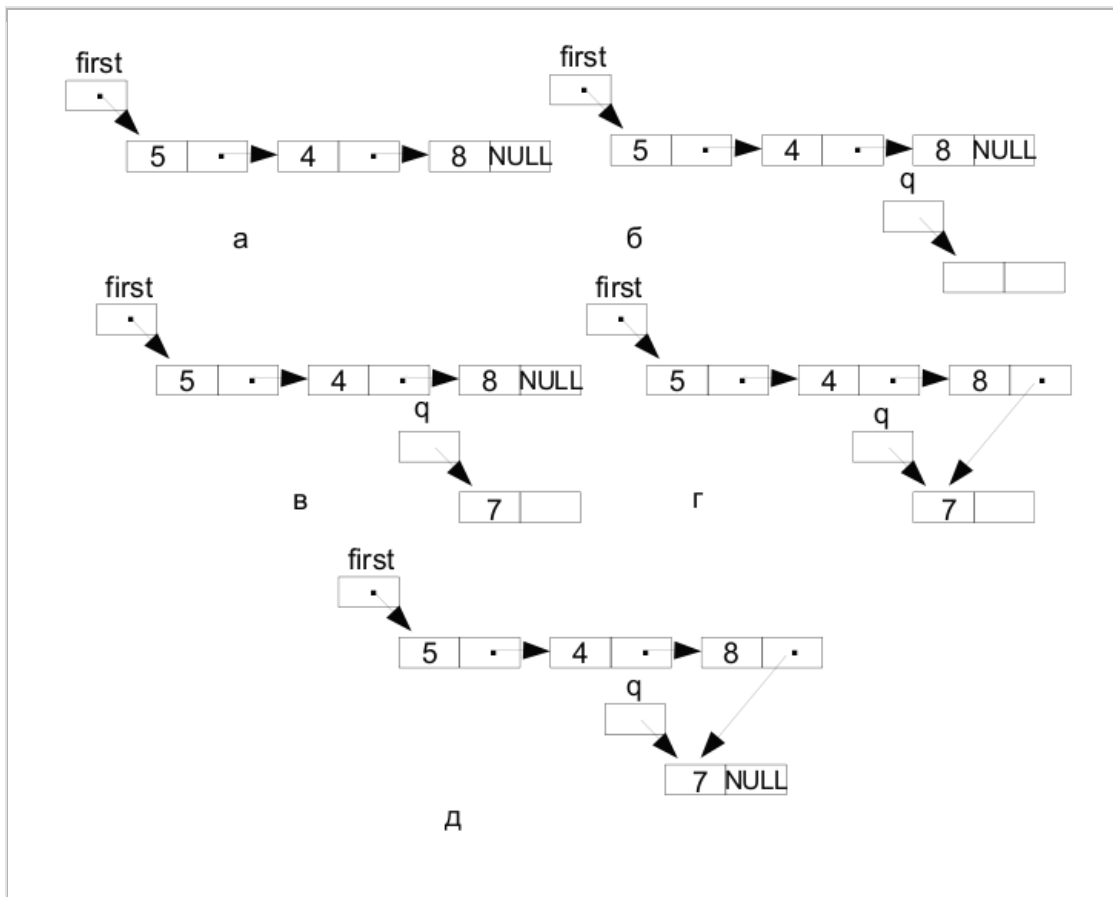 first
5 4 8 NULL
а
first
5 4 8 NULL
q
б
first
5 4 8 NULL
q
7
в
first
5 4 8
q
7
г
first
5 4 8
q
7 NULL
д